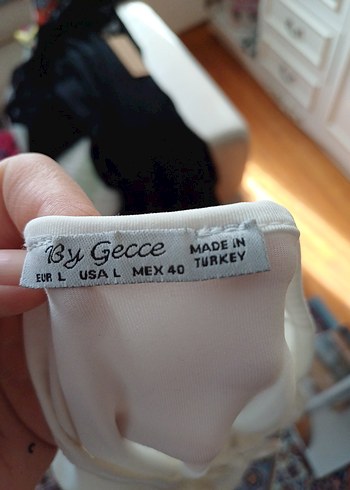 By Gecce
MADE IN
TURKEY
EUR L USA L MEX 40